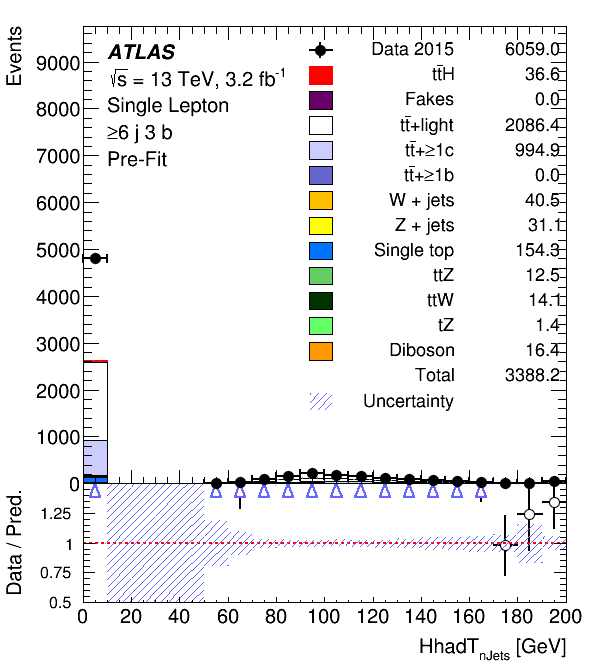 ATLAS
√s = 13 TeV, 3.2 fb⁻¹
Single Lepton
≥6 j 3 b
Pre-Fit
Data 2015 6059.0
tt̄H 36.6
Fakes 0.0
tt̄+light 2086.4
tt̄+≥1c 994.9
tt̄+≥1b 0.0
W + jets 40.5
Z + jets 31.1
Single top 154.3
ttZ 12.5
ttW 14.1
tZ 1.4
Diboson 16.4
Total 3388.2
Uncertainty
Events
9000
8000
7000
6000
5000
4000
3000
2000
1000
0
Data / Pred.
1.25
1
0.75
0.5
0 20 40 60 80 100 120 140 160 180 200
HhadT_nJets [GeV]